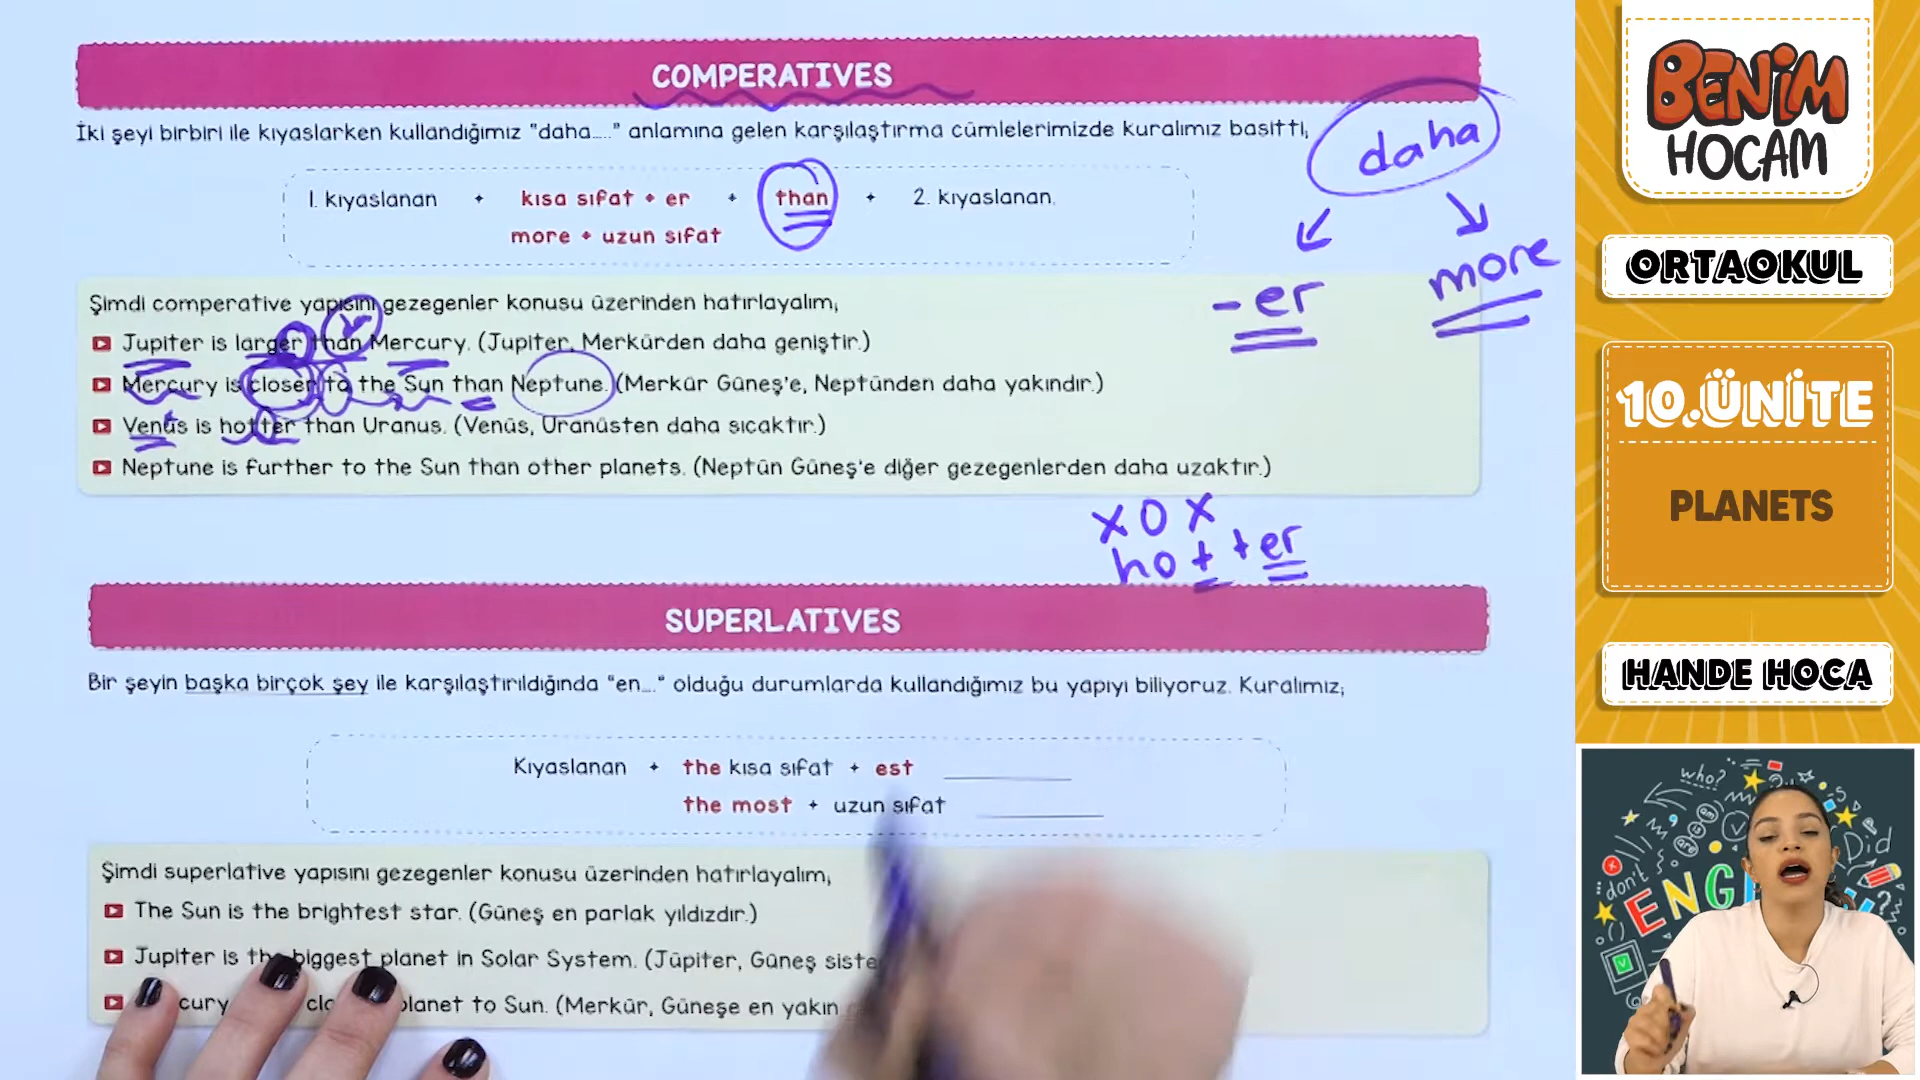 COMPERATIVES
İki şeyi birbiri ile kıyaslarken kullandığımız "daha....." anlamına gelen karşılaştırma cümlelerimizde kuralımız basitti;
daha
1. kıyaslanan + kısa sıfat + er + than + 2. kıyaslanan.
more + uzun sıfat
-er more
Şimdi comperative yapısını gezegenler konusu üzerinden hatırlayalım;
Jupiter is larger than Mercury. (Jupiter, Merkürden daha geniştir.)
Mercury is closer to the Sun than Neptune. (Merkür Güneş'e, Neptünden daha yakındır.)
Venüs is hotter than Uranus. (Venüs, Uranüsten daha sıcaktır.)
Neptune is further to the Sun than other planets. (Neptün Güneş'e diğer gezegenlerden daha uzaktır.)
x o x
hot + er
SUPERLATIVES
Bir şeyin başka birçok şey ile karşılaştırıldığında "en...." olduğu durumlarda kullandığımız bu yapıyı biliyoruz. Kuralımız;
Kıyaslanan + the kısa sıfat + est
the most + uzun sıfat
Şimdi superlative yapısını gezegenler konusu üzerinden hatırlayalım;
The Sun is the brightest star. (Güneş en parlak yıldızdır.)
Jupiter is the biggest planet in Solar System. (Jüpiter, Güneş siste
cury clo planet to Sun. (Merkür, Güneşe en yakın
BENİM
HOCAM
ORTAOKUL
10.ÜNİTE
PLANETS
HANDE HOCA
who?
Did
don't
ENG